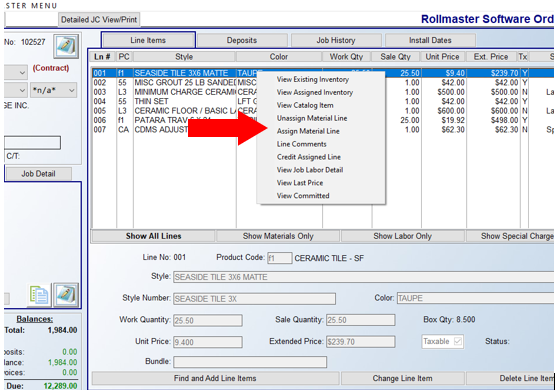 STER MENU
Detailed JC View/Print
Rollmaster Software Ord
No: 102527
(Contract)
*n/a*
GE INC.
C/T:
Job Detail
Balances:
Total: 1,984.00
posits: 0.00
lance: 1,984.00
oices: 0.00
Due: 12,289.00
Line Items Deposits Job History Install Dates
Ln # PC Style Color Work Qty Sale Qty Unit Price Ext. Price Tx S
001 f1 SEASIDE TILE 3X6 MATTE TAUPE 25.50 $9.40 $239.70 Y
002 55 MISC GROUT 25 LB SANDED MISC 1.00 $42.00 $42.00 Y
003 L3 MINIMUM CHARGE CERAMIC CERA 1.00 $500.00 $500.00 N La
004 55 THIN SET LFT C 1.00 $42.00 $42.00 Y
005 L3 CERAMIC FLOOR / BASIC LA CERA $600.00 N La
006 f1 PATARA TRAV 25.00 $19.92 $498.00 Y
007 CA CDMS ADJUST 1.00 $62.30 $62.30 N
View Existing Inventory
View Assigned Inventory
View Catalog Item
Unassign Material Line
Assign Material Line
Line Comments
Credit Assigned Line
View Job Labor Detail
View Last Price
View Committed
Show All Lines Show Materials Only Show Labor Only Show Special Charge
Line No: 001 Product Code: f1 CERAMIC TILE - SF
Style: SEASIDE TILE 3X6 MATTE
Style Number: SEASIDE TILE 3X Color: TAUPE
Work Quantity: 25.50 Sale Quantity: 25.50 Box Qty: 8.500
Unit Price: 9.400 Extended Price: $239.70 Taxable Status:
Bundle:
Find and Add Line Items Change Line Item Delete Line Item